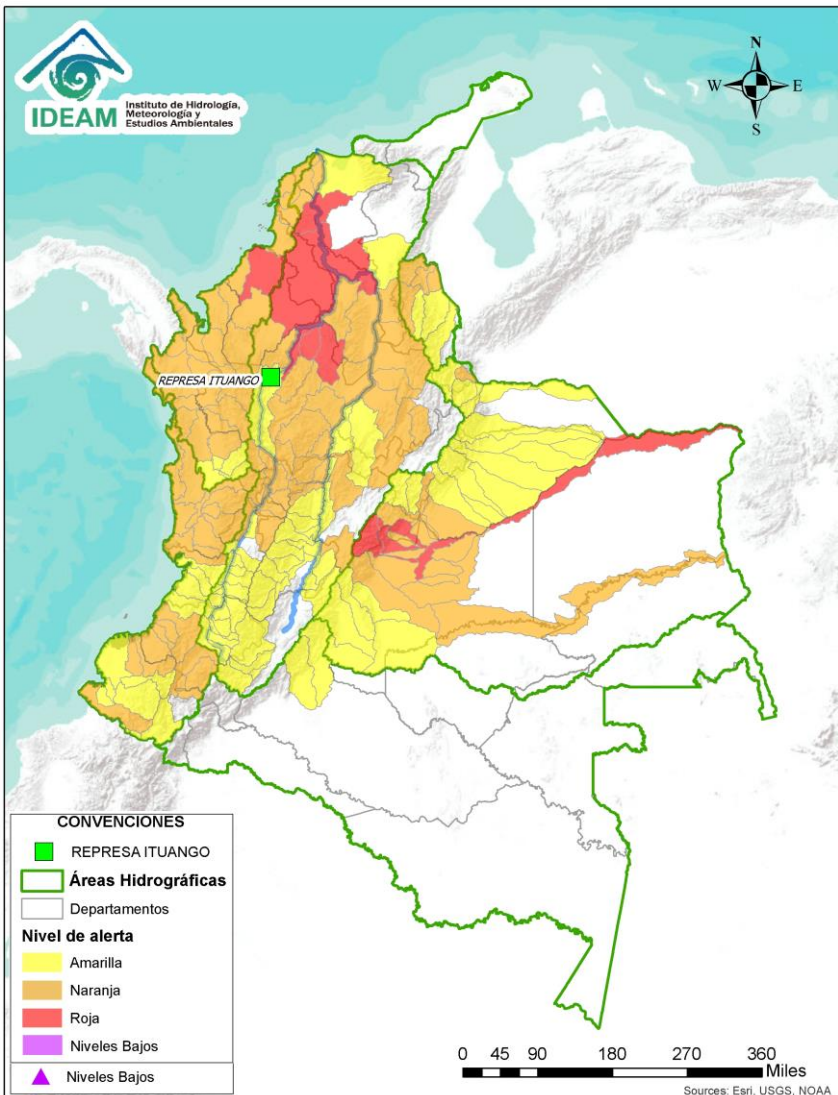 IDEAM
Instituto de Hidrología,
Meteorología y
Estudios Ambientales
N
W
E
S
REPRESA ITUANGO
CONVENCIONES
REPRESA ITUANGO
Áreas Hidrográficas
Departamentos
Nivel de alerta
Amarilla
Naranja
Roja
Niveles Bajos
Niveles Bajos
0 45 90 180 270 360
Miles
Sources: Esri, USGS, NOAA